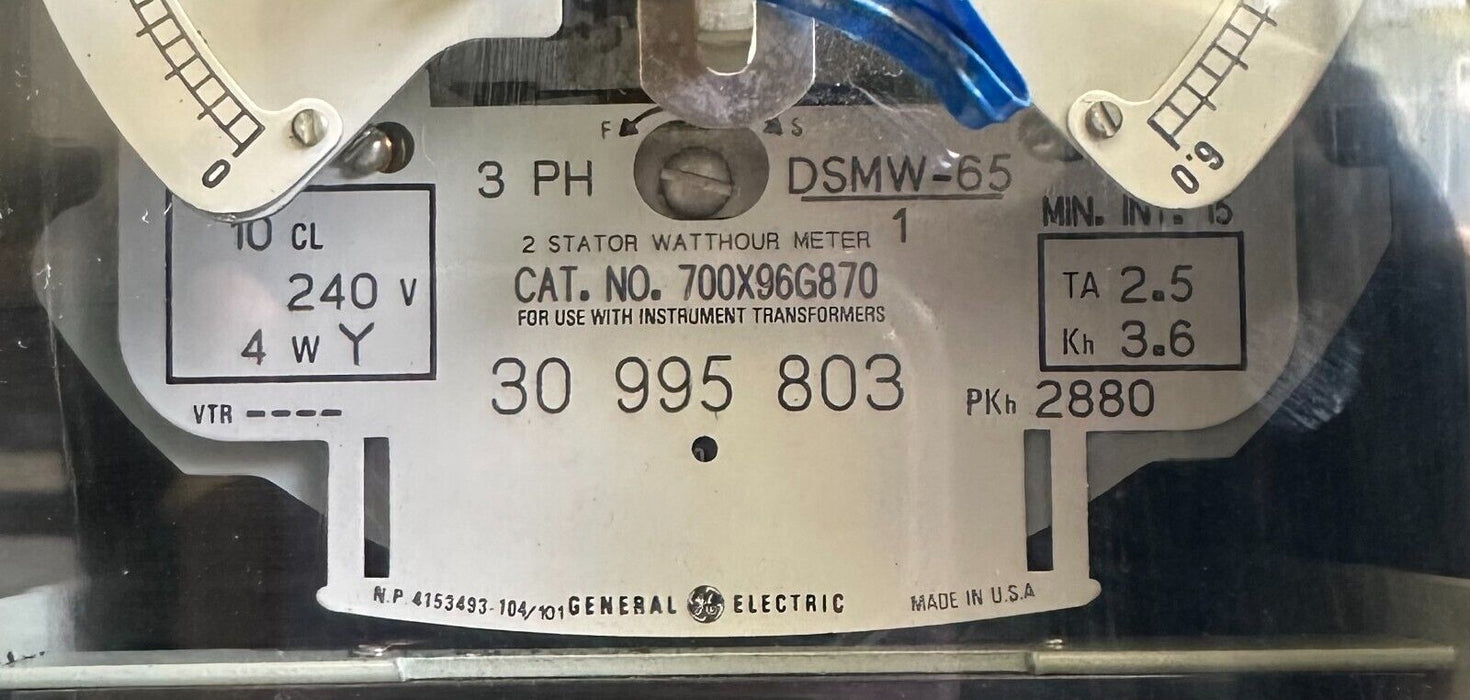 0
6.0
F S
3 PH
DSMW-65
1
MIN. INT. 15
10 CL
240 V
4 W Y
VTR ----
2 STATOR WATTHOUR METER
CAT. NO. 700X96G870
FOR USE WITH INSTRUMENT TRANSFORMERS
30 995 803
TA 2.5
Kh 3.6
PKh 2880
N.P. 4153493-104/101 GENERAL GE ELECTRIC MADE IN U.S.A